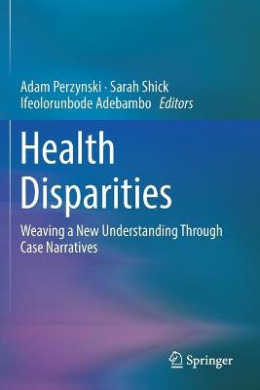 Adam Perzynski · Sarah Shick
Ifeolorunbode Adebambo Editors
Health
Disparities
Weaving a New Understanding Through
Case Narratives
Springer